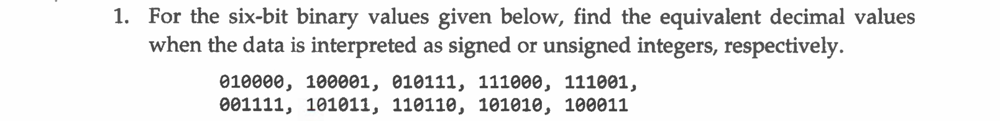 1. For the six-bit binary values given below, find the equivalent decimal values
when the data is interpreted as signed or unsigned integers, respectively.
010000, 100001, 010111, 111000, 111001,
001111, 101011, 110110, 101010, 100011